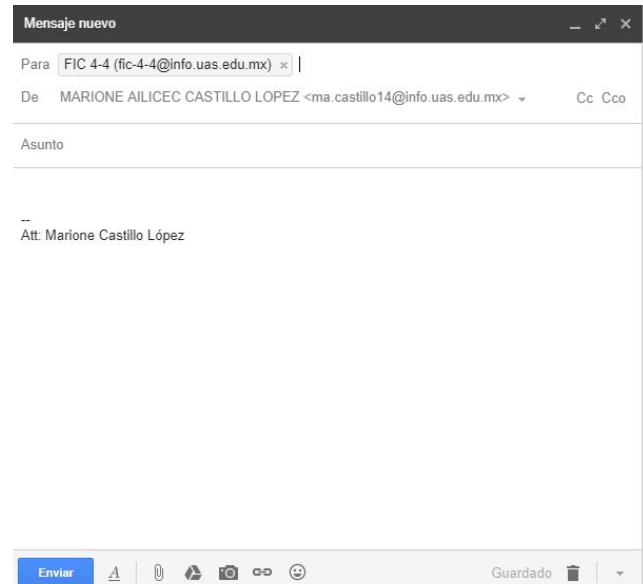 Mensaje nuevo
Para FIC 4-4 (fic-4-4@info.uas.edu.mx) ×
De MARIONE AILICEC CASTILLO LOPEZ <ma.castillo14@info.uas.edu.mx> Cc Cco
Asunto
--
Att: Marione Castillo López
Enviar A Guardado